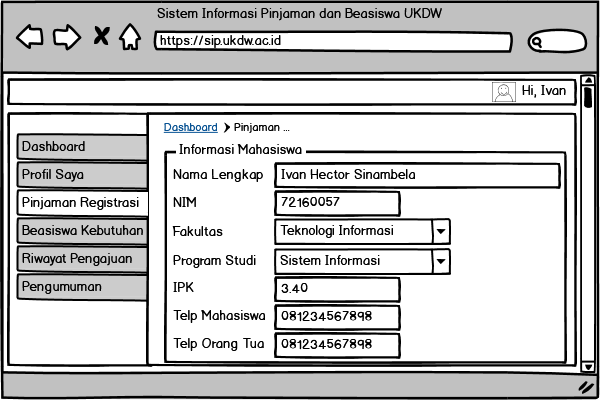 Sistem Informasi Pinjaman dan Beasiswa UKDW
https://sip.ukdw.ac.id
Hi, Ivan
Dashboard
Profil Saya
Pinjaman Registrasi
Beasiswa Kebutuhan
Riwayat Pengajuan
Pengumuman
Dashboard > Pinjaman ...
Informasi Mahasiswa
Nama Lengkap Ivan Hector Sinambela
NIM 72160057
Fakultas Teknologi Informasi
Program Studi Sistem Informasi
IPK 3.40
Telp Mahasiswa 081234567898
Telp Orang Tua 081234567898